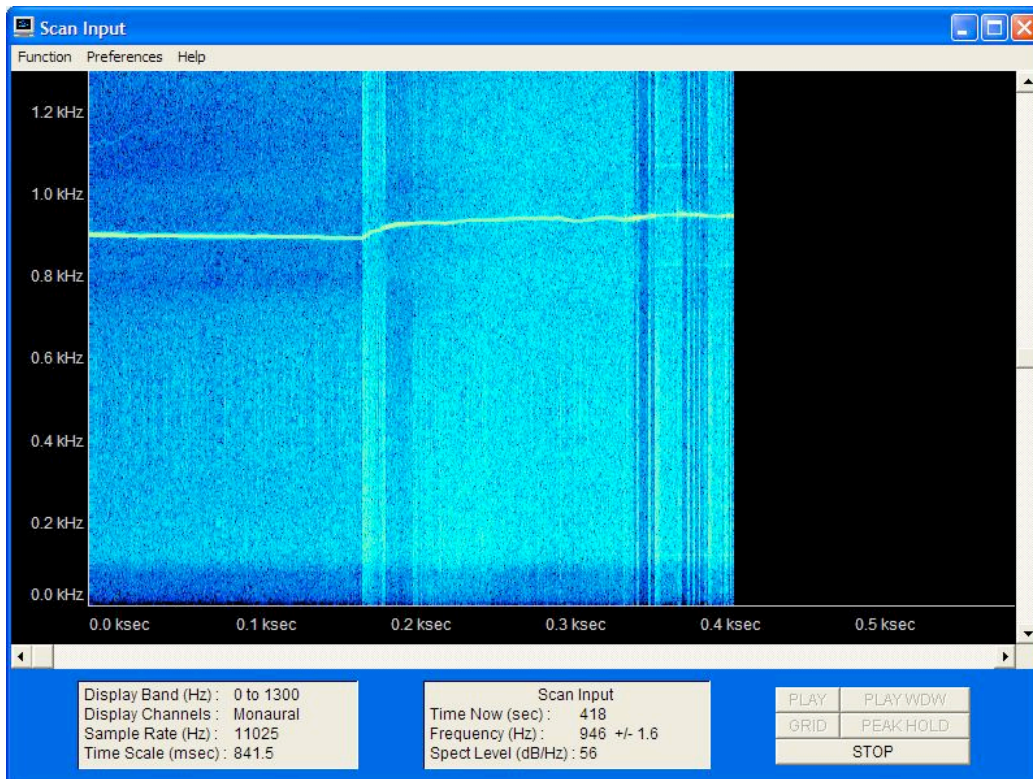 Scan Input
Function Preferences Help
1.2 kHz
1.0 kHz
0.8 kHz
0.6 kHz
0.4 kHz
0.2 kHz
0.0 kHz
0.0 ksec 0.1 ksec 0.2 ksec 0.3 ksec 0.4 ksec 0.5 ksec
Display Band (Hz) : 0 to 1300
Display Channels : Monaural
Sample Rate (Hz) : 11025
Time Scale (msec) : 841.5
Scan Input
Time Now (sec) : 418
Frequency (Hz) : 946 +/- 1.6
Spect Level (dB/Hz) : 56
PLAY PLAY WDW
GRID PEAK HOLD
STOP